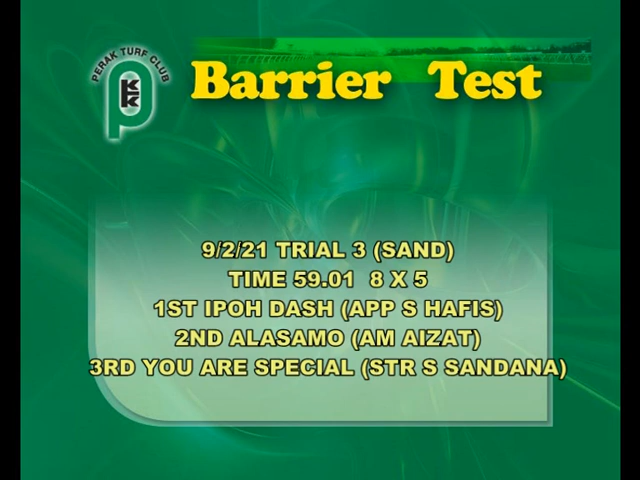 PERAK TURF CLUB
Barrier Test
9/2/21 TRIAL 3 (SAND)
TIME 59.01 8 X 5
1ST IPOH DASH (APP S HAFIS)
2ND ALASAMO (AM AIZAT)
3RD YOU ARE SPECIAL (STR S SANDANA)